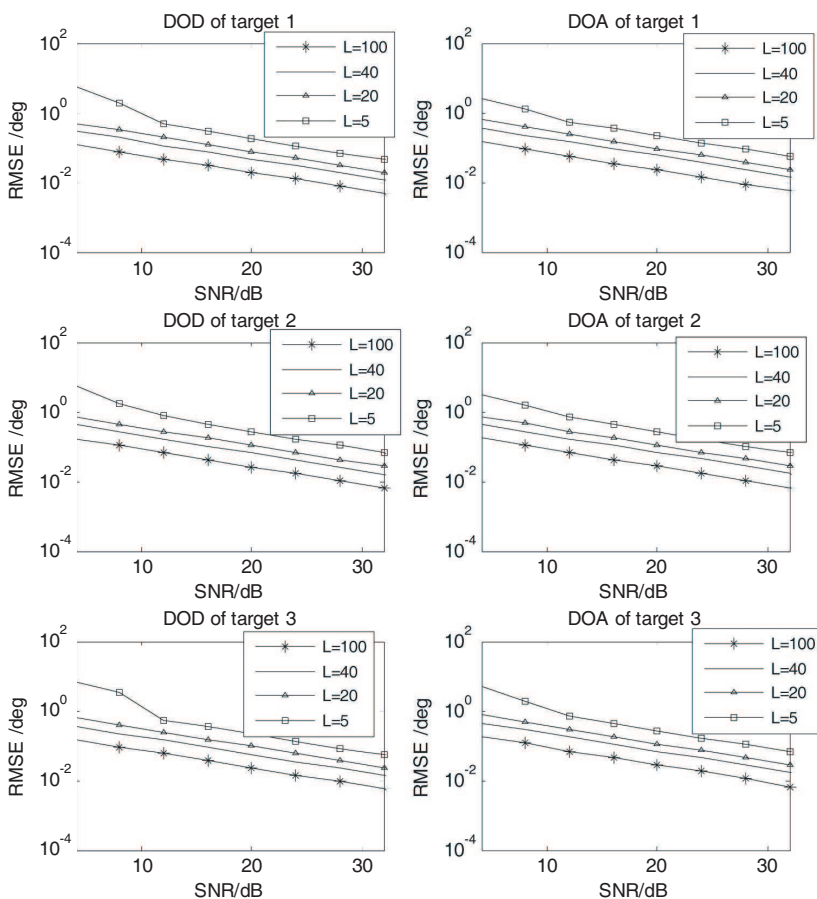 DOD of target 1
10^2
10^0
10^-2
10^-4
RMSE /deg
10
20
30
SNR/dB
L=100
L=40
L=20
L=5
DOA of target 1
10^2
10^0
10^-2
10^-4
RMSE /deg
10
20
30
SNR/dB
L=100
L=40
L=20
L=5
DOD of target 2
10^2
10^0
10^-2
10^-4
RMSE /deg
10
20
30
SNR/dB
L=100
L=40
L=20
L=5
DOA of target 2
10^2
10^0
10^-2
10^-4
RMSE /deg
10
20
30
SNR/dB
L=100
L=40
L=20
L=5
DOD of target 3
10^2
10^0
10^-2
10^-4
RMSE /deg
10
20
30
SNR/dB
L=100
L=40
L=20
L=5
DOA of target 3
10^2
10^0
10^-2
10^-4
RMSE /deg
10
20
30
SNR/dB
L=100
L=40
L=20
L=5